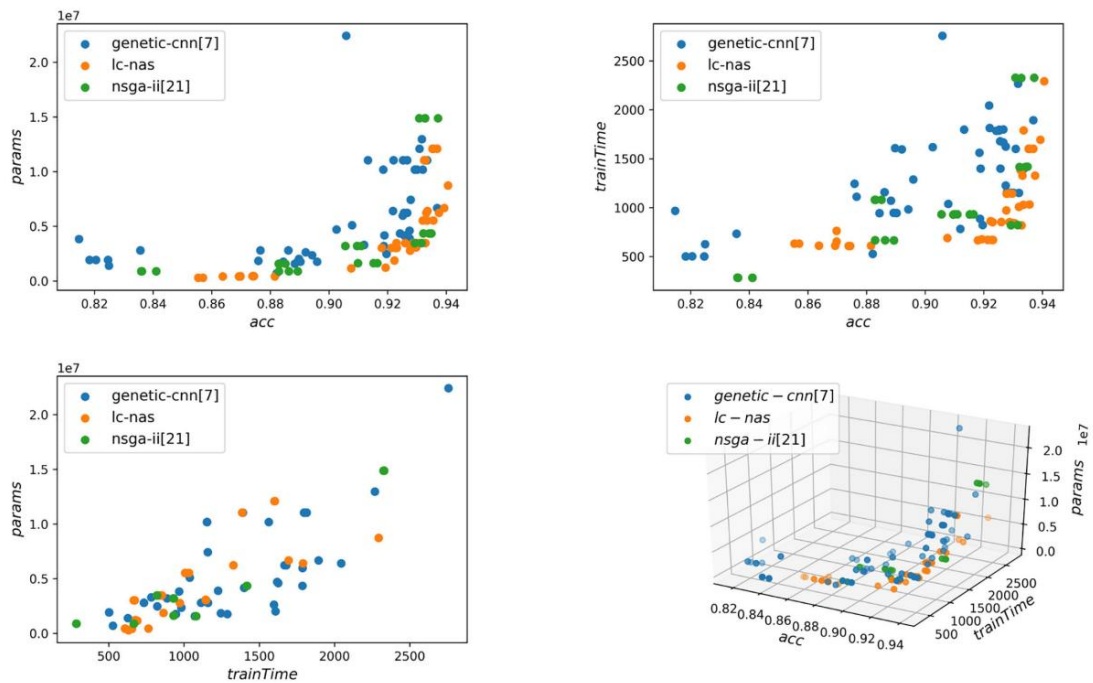 1e7
genetic-cnn[7]
lc-nas
nsga-ii[21]
2.0
1.5
1.0
0.5
0.0
params
0.82 0.84 0.86 0.88 0.90 0.92 0.94
acc
genetic-cnn[7]
lc-nas
nsga-ii[21]
2500
2000
1500
1000
500
trainTime
0.82 0.84 0.86 0.88 0.90 0.92 0.94
acc
1e7
genetic-cnn[7]
lc-nas
nsga-ii[21]
2.0
1.5
1.0
0.5
0.0
params
500 1000 1500 2000 2500
trainTime
genetic − cnn[7]
lc − nas
nsga − ii[21]
1e7
2.0
1.5
1.0
0.5
0.0
params
0.82 0.84 0.86 0.88 0.90 0.92 0.94
acc
500 1000 1500 2000 2500
trainTime